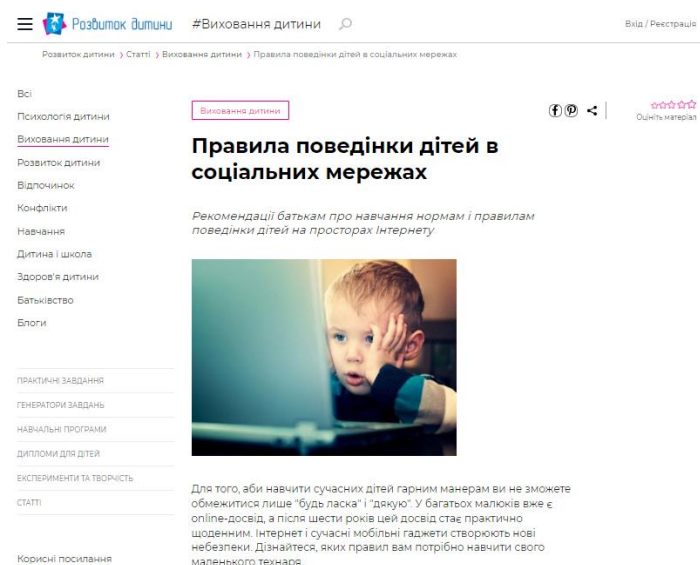 Розвиток дитини #Виховання дитини Вхід / Реєстрація
Розвиток дитини Статті Виховання дитини Правила поведінки дітей в соціальних мережах
Всі
Психологія дитини
Виховання дитини
Розвиток дитини
Відпочинок
Конфлікти
Навчання
Дитина і школа
Здоров'я дитини
Батьківство
Блоги
ПРАКТИЧНІ ЗАВДАННЯ
ГЕНЕРАТОРИ ЗАВДАНЬ
НАВЧАЛЬНІ ПРОГРАМИ
ДИПЛОМИ ДЛЯ ДІТЕЙ
ЕКСПЕРИМЕНТИ ТА ТВОРЧІСТЬ
СТАТТІ
Корисні посилання
Виховання дитини
Оцініть матеріал
Правила поведінки дітей в
соціальних мережах
Рекомендації батькам про навчання нормам і правилам
поведінки дітей на просторах Інтернету
Для того, аби навчити сучасних дітей гарним манерам ви не зможете
обмежитися лише "будь ласка" і "дякую". У багатьох малюків вже є
online-досвід, а після шести років цей досвід стає практично
щоденним. Інтернет і сучасні мобільні гаджети створюють нові
небезпеки. Дізнайтеся, яких правил вам потрібно навчити свого
маленького технаря.